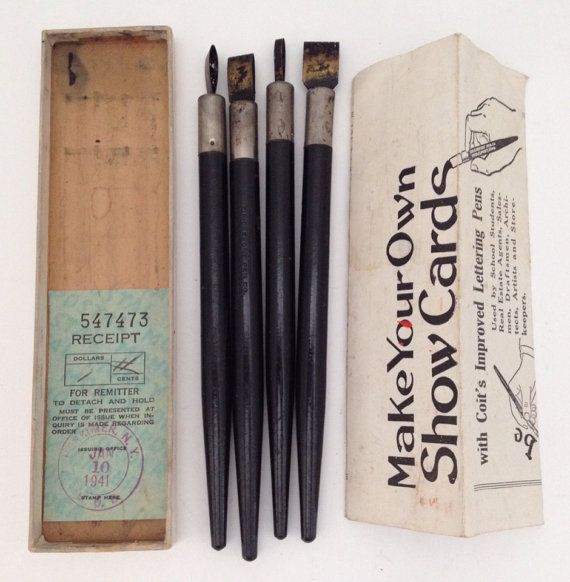 547473
RECEIPT
DOLLARS
CENTS
FOR REMITTER
TO DETACH AND HOLD
MUST BE PRESENTED AT
OFFICE OF ISSUE WHEN IN-
QUIRY IS MADE REGARDING
ORDER
ISSUING OFFICE
N.Y.
JAN
10
1941
STAMP HERE
Make Your Own
Show Cards
with Coit's Improved Lettering Pens
Used by School Students,
Real Estate Agents, Sales-
men, Draftsmen, Archi-
tects, Artists and Store-
keepers.